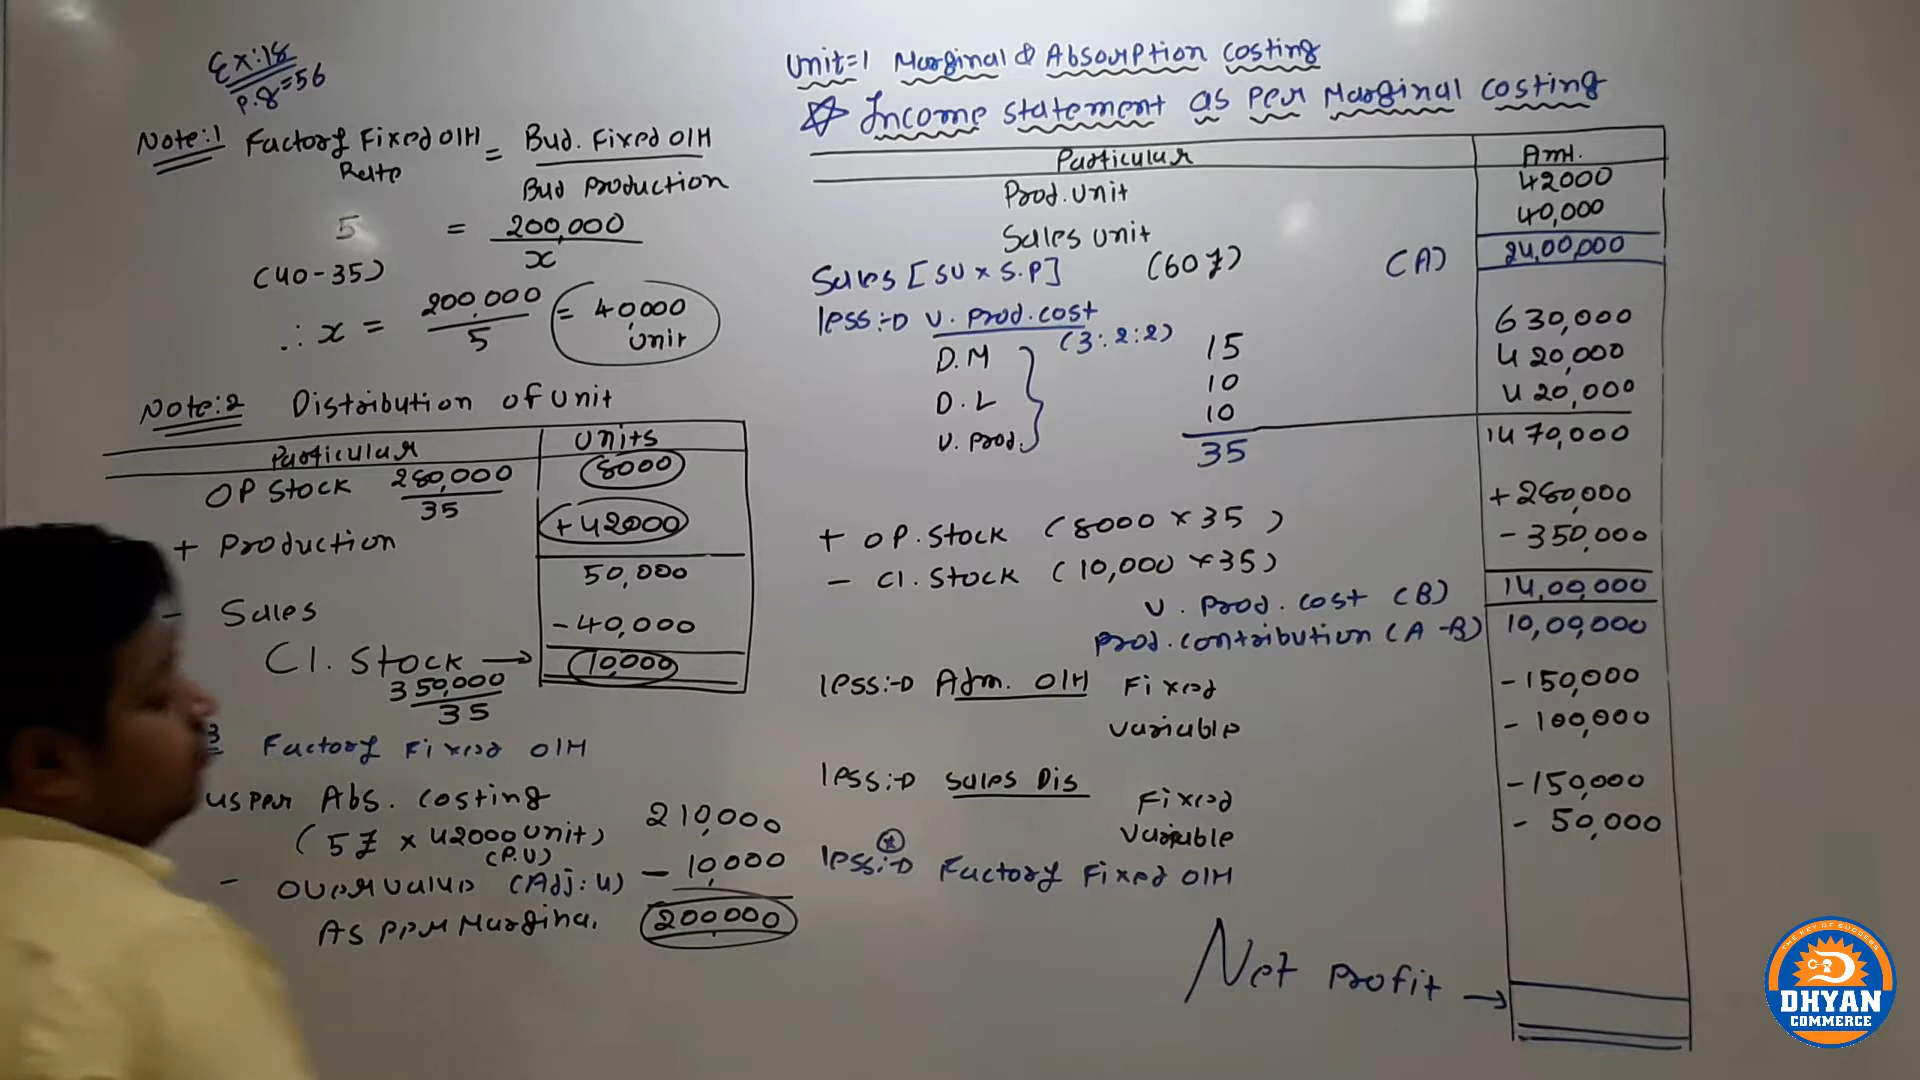 Ex:18
P.g=56
Note:1 Factory Fixed O/H Rate = Bud. Fixed O/H
Bud Production
5 = 200,000
x
(40-35)
∴ x = 200,000 = 40000
5 Unit
Note:2 Distribution of Unit
Particular Units
OP Stock 280,000 8000
35
+ Production +42000
50,000
- Sales -40,000
Cl. Stock → 10,000
350,000
35
3 Factory Fixed O/H
as per Abs. costing 210,000
(5₹ x 42000 unit)
(P.U)
- Overvalue (Adj:4) - 10,000
As per Margina. 200000
Unit=1 Marginal & Absorption Costing
☆ Income statement as per Marginal Costing
Particular Amt.
Prod. Unit 42000
Sales Unit 40,000
Sales [SU x S.P] (60₹) (A) 24,00,000
less:→ V. Prod. cost
(3:2:2)
D.M 15 630,000
D.L 10 420,000
V. Prod. 10 420,000
35 1470,000
+ OP. Stock (8000 x 35) +280,000
- Cl. Stock (10,000 x 35) - 350,000
V. Prod. Cost (B) 14,00,000
Prod. Contribution (A-B) 10,00,000
less:→ Adm. O/H Fixed -150,000
Variable - 100,000
less:→ Sales Dis Fixed -150,000
Variable - 50,000
less:→ Factory Fixed O/H
Net Profit →
THE KEY OF SUCCESS
DHYAN
COMMERCE